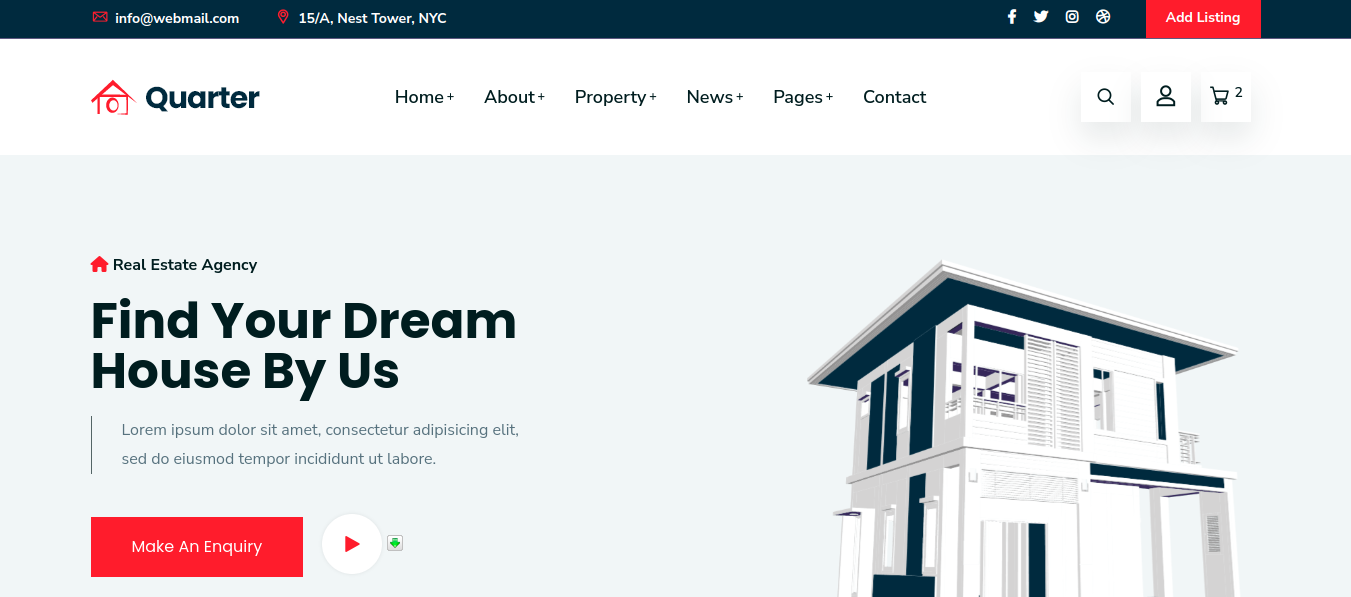 info@webmail.com
15/A, Nest Tower, NYC
Add Listing
Quarter
Home +
About +
Property +
News +
Pages +
Contact
2
Real Estate Agency
Find Your Dream
House By Us
Lorem ipsum dolor sit amet, consectetur adipisicing elit,
sed do eiusmod tempor incididunt ut labore.
Make An Enquiry